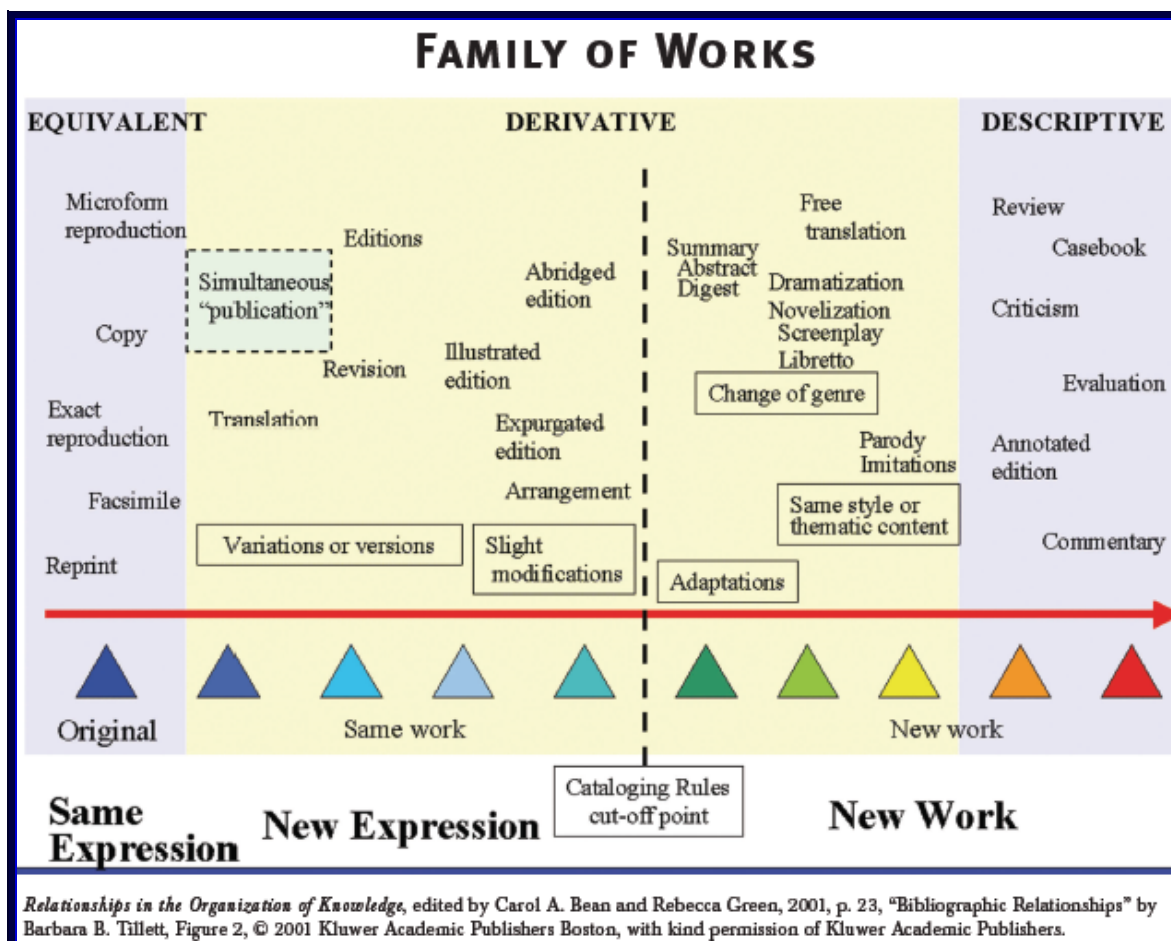 FAMILY OF WORKS
EQUIVALENT
DERIVATIVE
DESCRIPTIVE
Microform
reproduction
Copy
Exact
reproduction
Facsimile
Reprint
Simultaneous
“publication”
Editions
Revision
Translation
Abridged
edition
Illustrated
edition
Expurgated
edition
Arrangement
Variations or versions
Slight
modifications
Summary
Abstract
Digest
Free
translation
Dramatization
Novelization
Screenplay
Libretto
Change of genre
Parody
Imitations
Same style or
thematic content
Adaptations
Review
Casebook
Criticism
Evaluation
Annotated
edition
Commentary
Original
Same work
New work
Same
Expression
New Expression
Cataloging Rules
cut-off point
New Work
Relationships in the Organization of Knowledge, edited by Carol A. Bean and Rebecca Green, 2001, p. 23, “Bibliographic Relationships” by
Barbara B. Tillett, Figure 2, © 2001 Kluwer Academic Publishers Boston, with kind permission of Kluwer Academic Publishers.